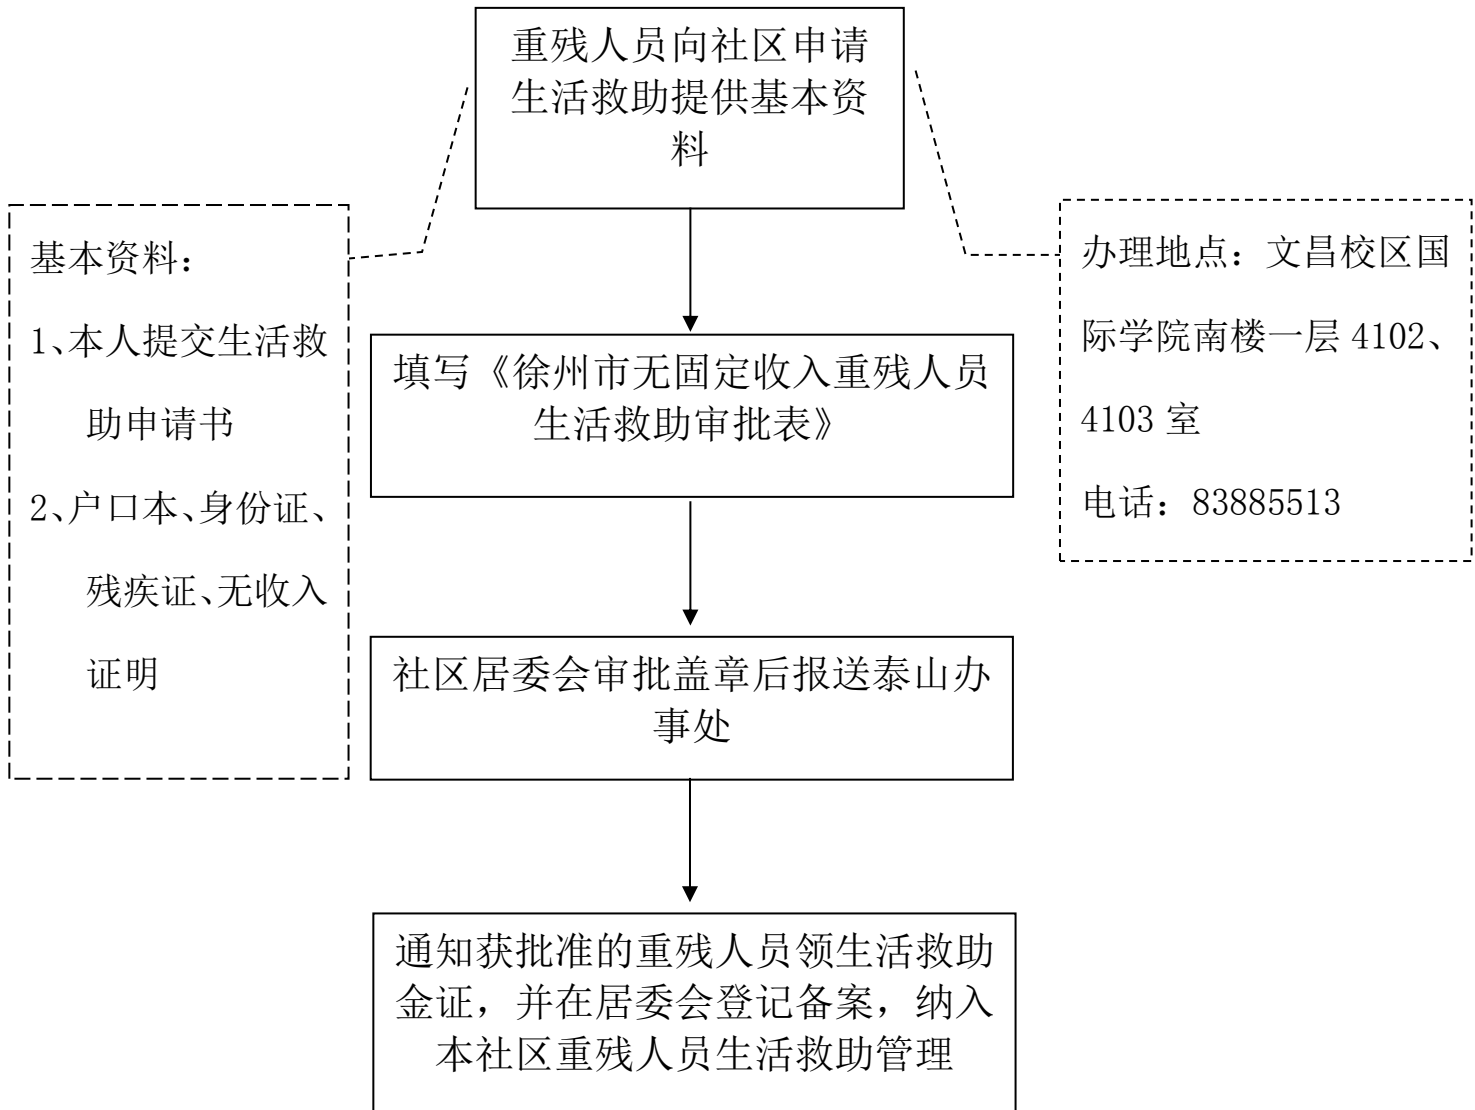 重残人员向社区申请
生活救助提供基本资
料
基本资料：
1、本人提交生活救
助申请书
2、户口本、身份证、
残疾证、无收入
证明
办理地点：文昌校区国
际学院南楼一层 4102、
4103 室
电话：83885513
填写《徐州市无固定收入重残人员
生活救助审批表》
社区居委会审批盖章后报送泰山办
事处
通知获批准的重残人员领生活救助
金证，并在居委会登记备案，纳入
本社区重残人员生活救助管理